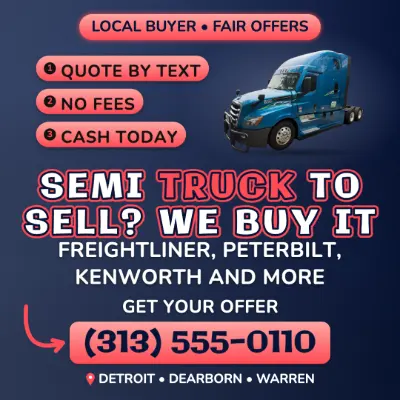 LOCAL BUYER • FAIR OFFERS
1 QUOTE BY TEXT
2 NO FEES
3 CASH TODAY
SEMI TRUCK TO
SELL? WE BUY IT
FREIGHTLINER, PETERBILT,
KENWORTH AND MORE
GET YOUR OFFER
(313) 555-0110
DETROIT • DEARBORN • WARREN